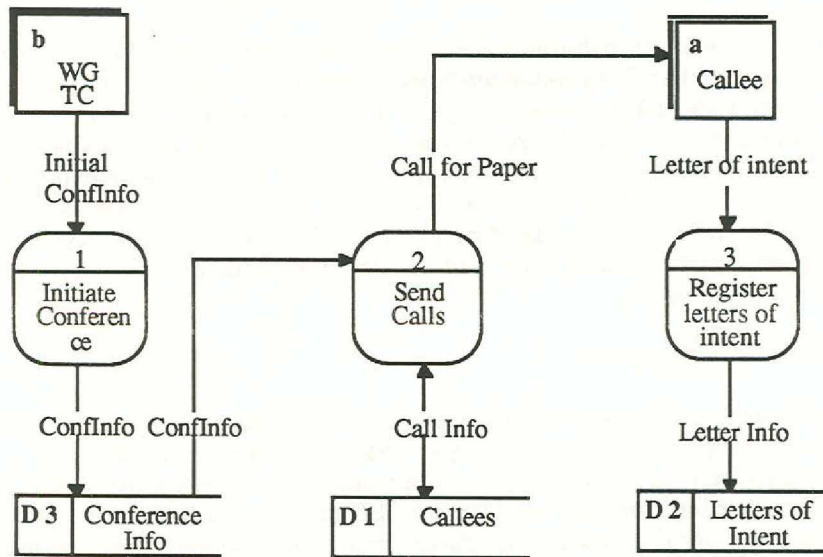 b
WG
TC
a
Callee
Initial
ConfInfo
Call for Paper
Letter of intent
1
Initiate
Conferen
ce
2
Send
Calls
3
Register
letters of
intent
ConfInfo
ConfInfo
Call Info
Letter Info
D 3
Conference
Info
D 1
Callees
D 2
Letters of
Intent